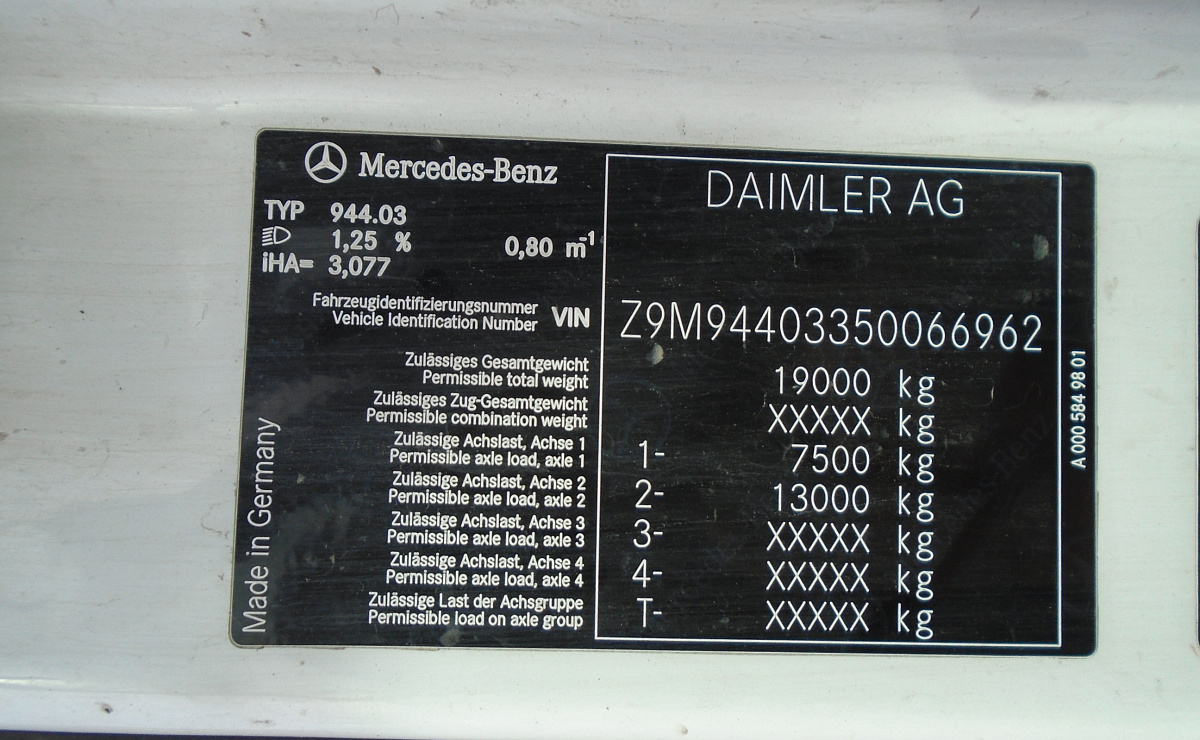 Mercedes-Benz
TYP 944.03
1,25 % 0,80 m-1
iHA= 3,077
DAIMLER AG
Fahrzeugidentifizierungsnummer
Vehicle Identification Number VIN Z9M94403350066962
Zulässiges Gesamtgewicht
Permissible total weight 19000 kg
Zulässiges Zug-Gesamtgewicht
Permissible combination weight XXXXX kg
Zulässige Achslast, Achse 1
Permissible axle load, axle 1 1- 7500 kg
Zulässige Achslast, Achse 2
Permissible axle load, axle 2 2- 13000 kg
Zulässige Achslast, Achse 3
Permissible axle load, axle 3 3- XXXXX kg
Zulässige Achslast, Achse 4
Permissible axle load, axle 4 4- XXXXX kg
Zulässige Last der Achsgruppe
Permissible load on axle group T- XXXXX kg
Made in Germany
A 000 584 98 01